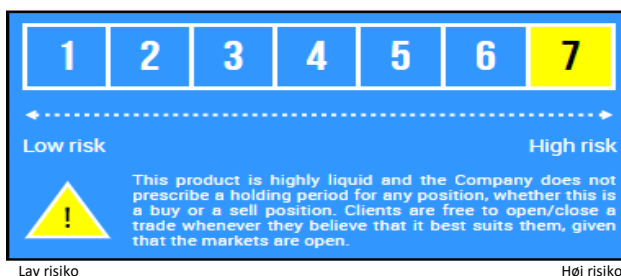 1 2 3 4 5 6 7
Low risk High risk
This product is highly liquid and the Company does not
prescribe a holding period for any position, whether this is
! a buy or a sell position. Clients are free to open/close a
trade whenever they believe that it best suits them, given
that the markets are open.
Lav risiko Høi risiko